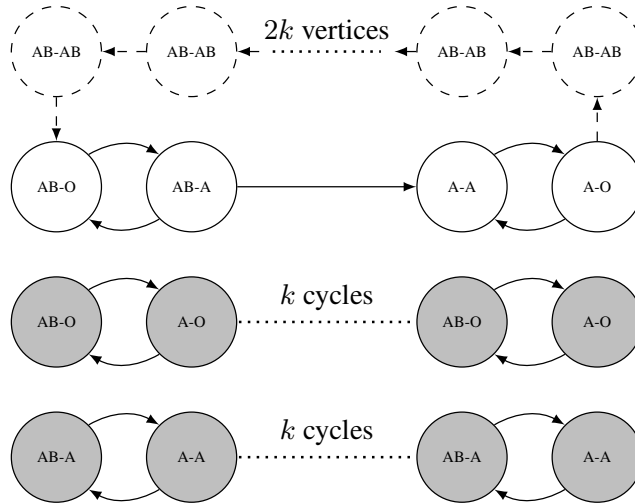 2k vertices
AB-AB AB-AB AB-AB AB-AB
AB-O AB-A A-A A-O
k cycles
AB-O A-O AB-O A-O
k cycles
AB-A A-A AB-A A-A